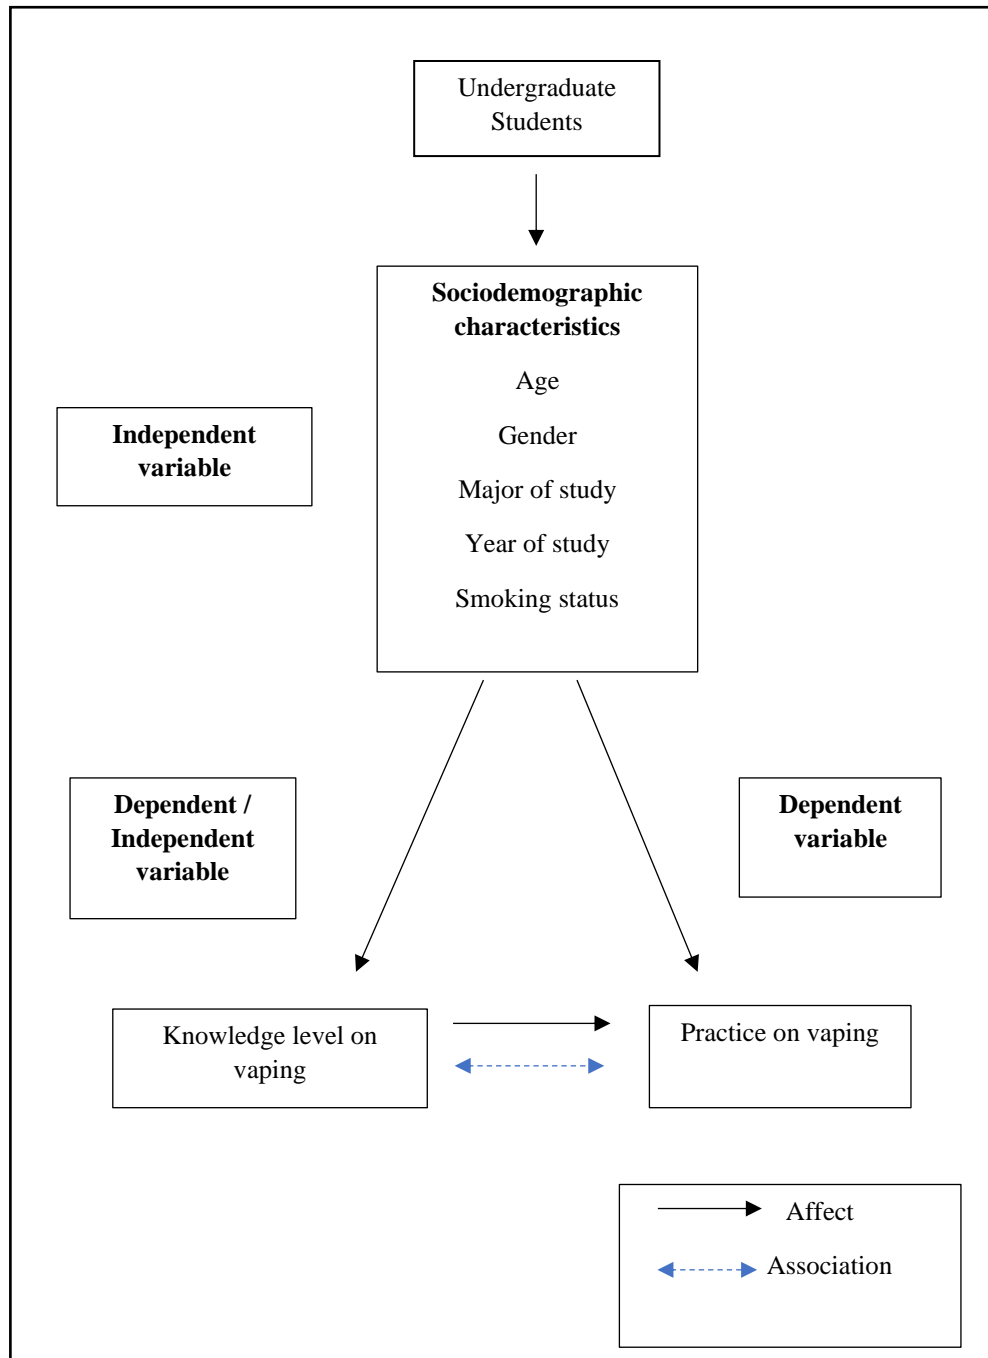 Undergraduate
Students
Sociodemographic
characteristics
Age
Gender
Major of study
Year of study
Smoking status
Independent
variable
Dependent /
Independent
variable
Dependent
variable
Knowledge level on
vaping
Practice on vaping
Affect
Association